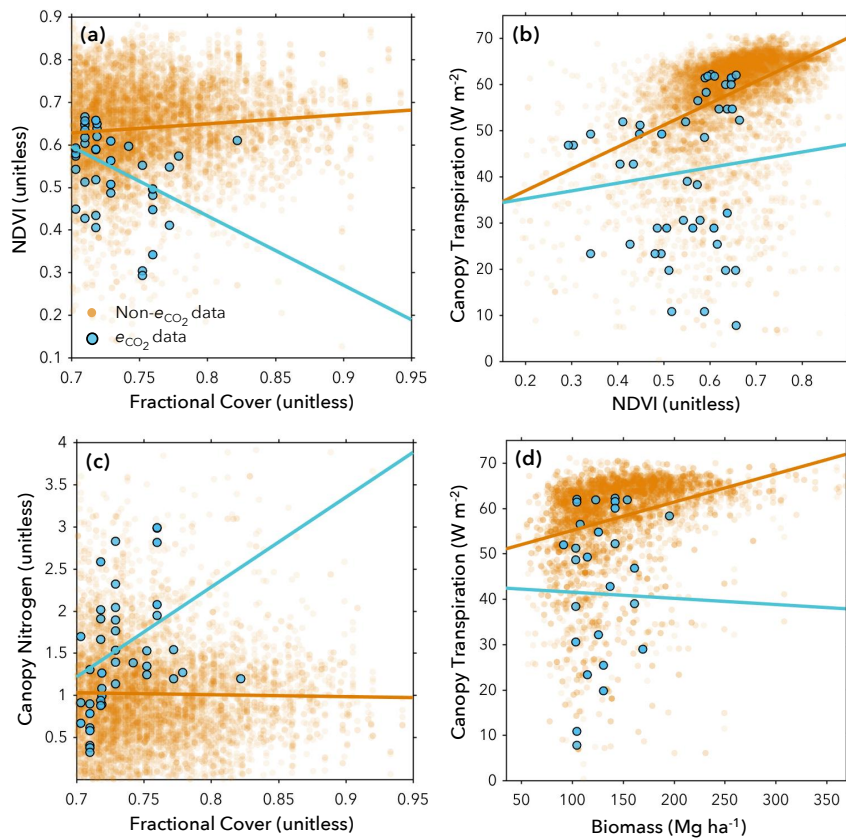 (a)
0.9
0.8
0.7
0.6
0.5
0.4
0.3
0.2
0.1
NDVI (unitless)
Non-eCO2 data
eCO2 data
0.7 0.75 0.8 0.85 0.9 0.95
Fractional Cover (unitless)
(b)
70
60
50
40
30
20
10
0
Canopy Transpiration (W m-2)
0.2 0.3 0.4 0.5 0.6 0.7 0.8
NDVI (unitless)
(c)
4
3.5
3
2.5
2
1.5
1
0.5
Canopy Nitrogen (unitless)
0.7 0.75 0.8 0.85 0.9 0.95
Fractional Cover (unitless)
(d)
70
60
50
40
30
20
10
0
Canopy Transpiration (W m-2)
50 100 150 200 250 300 350
Biomass (Mg ha-1)